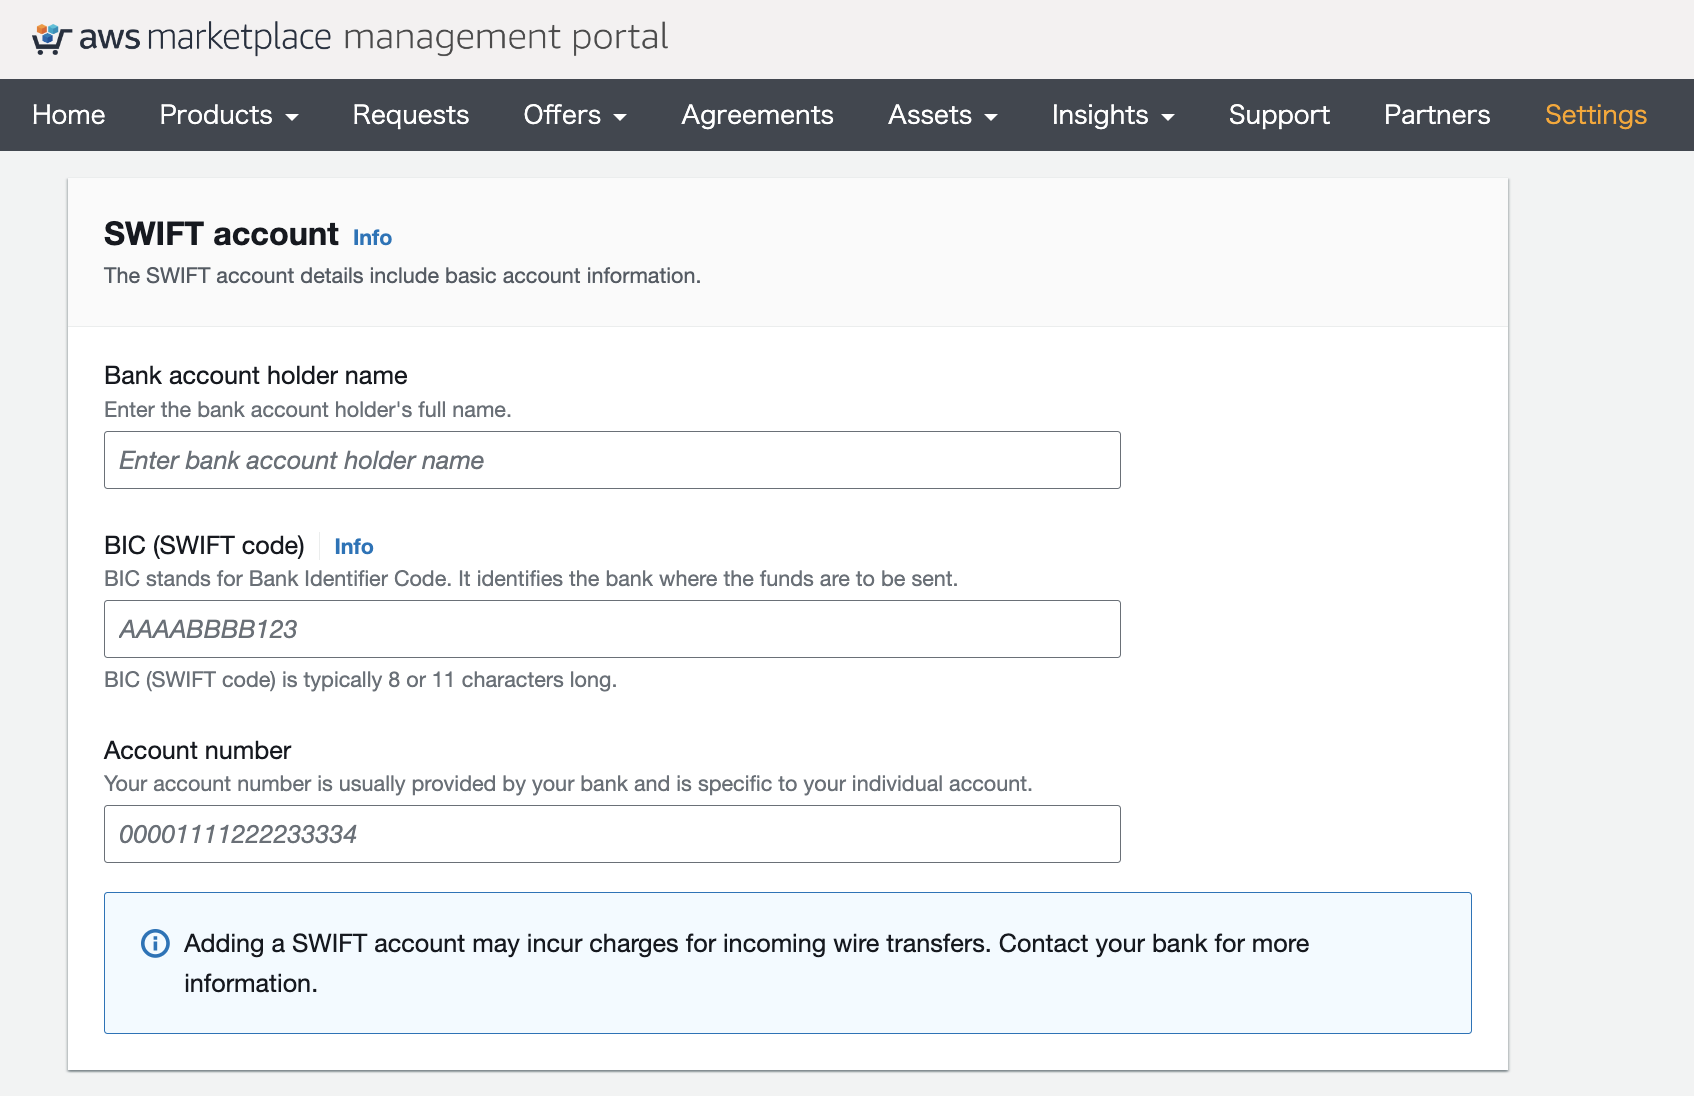 aws marketplace management portal
Home Products Requests Offers Agreements Assets Insights Support Partners Settings
SWIFT account Info
The SWIFT account details include basic account information.
Bank account holder name
Enter the bank account holder's full name.
Enter bank account holder name
BIC (SWIFT code) Info
BIC stands for Bank Identifier Code. It identifies the bank where the funds are to be sent.
AAAABBBB123
BIC (SWIFT code) is typically 8 or 11 characters long.
Account number
Your account number is usually provided by your bank and is specific to your individual account.
00001111222233334
Adding a SWIFT account may incur charges for incoming wire transfers. Contact your bank for more
information.